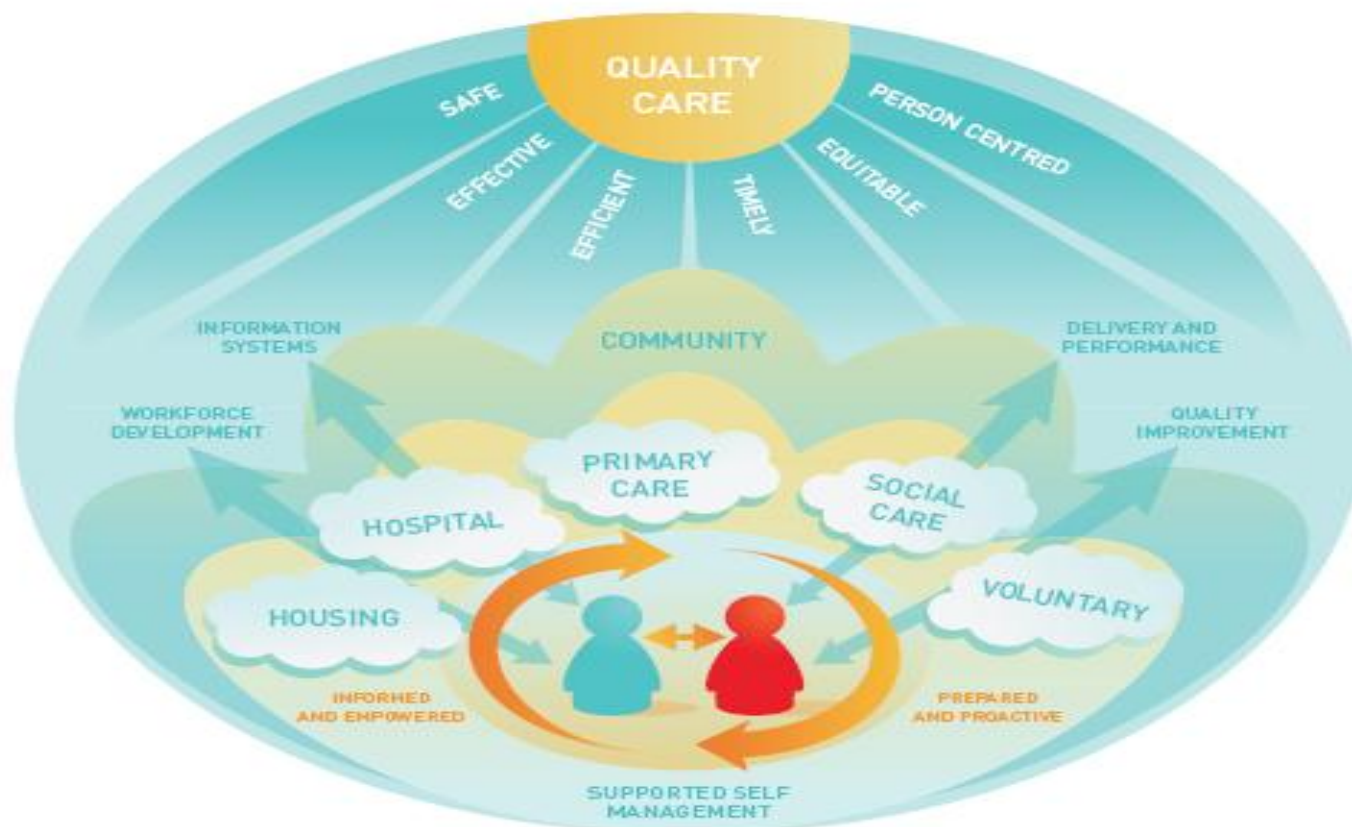 QUALITY
CARE
SAFE
EFFECTIVE
EFFICIENT
TIMELY
EQUITABLE
PERSON CENTRED
INFORMATION
SYSTEMS
COMMUNITY
DELIVERY AND
PERFORMANCE
WORKFORCE
DEVELOPMENT
QUALITY
IMPROVEMENT
PRIMARY
CARE
HOSPITAL
SOCIAL
CARE
HOUSING
VOLUNTARY
INFORMED
AND EMPOWERED
PREPARED
AND PROACTIVE
SUPPORTED SELF
MANAGEMENT